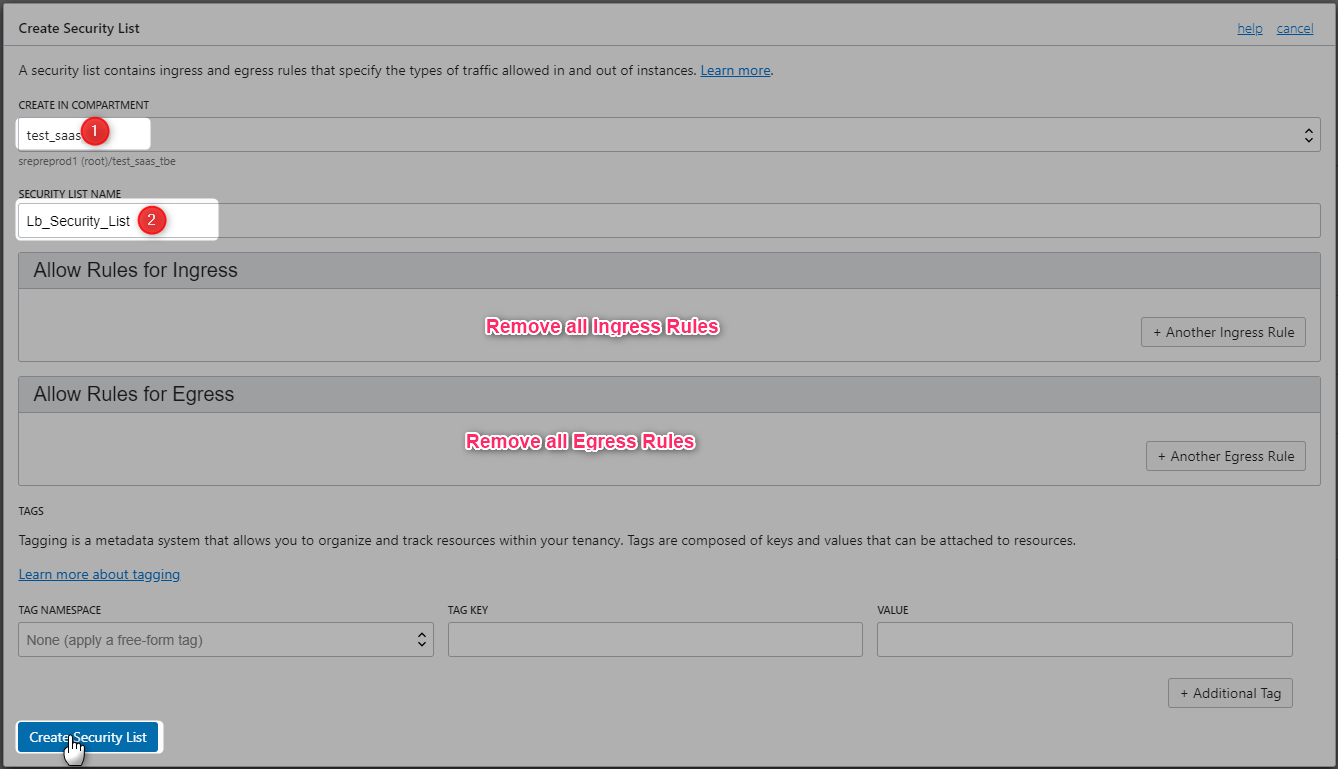 Create Security List
help cancel
A security list contains ingress and egress rules that specify the types of traffic allowed in and out of instances. Learn more.
CREATE IN COMPARTMENT
test_saas 1
srepreprod1 (root)/test_saas_tbe
SECURITY LIST NAME
Lb_Security_List 2
Allow Rules for Ingress
Remove all Ingress Rules
+ Another Ingress Rule
Allow Rules for Egress
Remove all Egress Rules
+ Another Egress Rule
TAGS
Tagging is a metadata system that allows you to organize and track resources within your tenancy. Tags are composed of keys and values that can be attached to resources.
Learn more about tagging
TAG NAMESPACE TAG KEY VALUE
None (apply a free-form tag)
+ Additional Tag
Create Security List